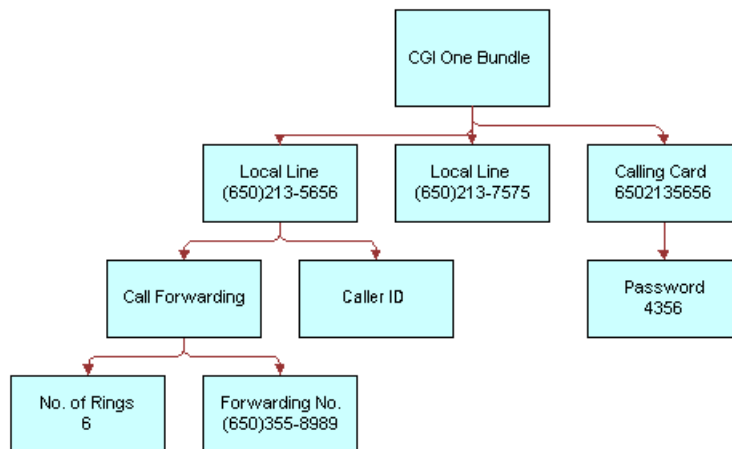 CGI One Bundle
Local Line
(650)213-5656
Local Line
(650)213-7575
Calling Card
6502135656
Call Forwarding
Caller ID
Password
4356
No. of Rings
6
Forwarding No.
(650)355-8989